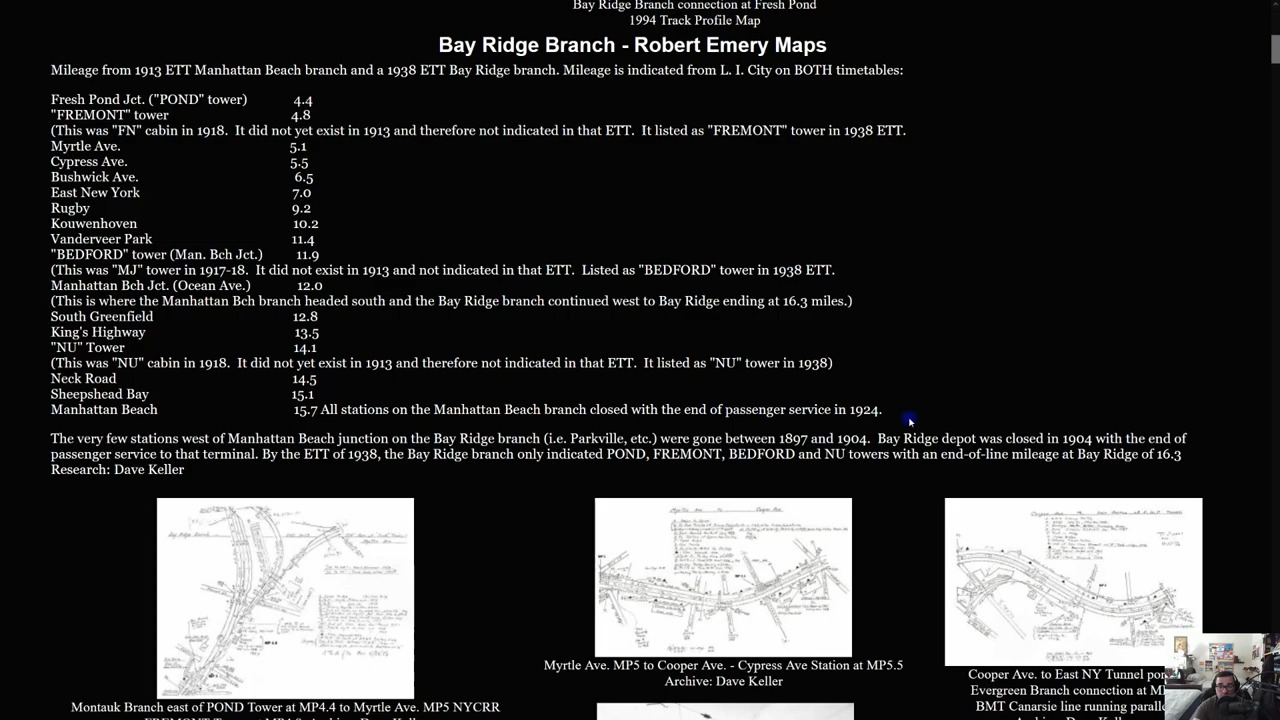 Bay Ridge Branch connection at Fresh Pond
1994 Track Profile Map
Bay Ridge Branch - Robert Emery Maps
Mileage from 1913 ETT Manhattan Beach branch and a 1938 ETT Bay Ridge branch. Mileage is indicated from L. I. City on BOTH timetables:
Fresh Pond Jct. ("POND" tower) 4.4
"FREMONT" tower 4.8
(This was "FN" cabin in 1918. It did not yet exist in 1913 and therefore not indicated in that ETT. It listed as "FREMONT" tower in 1938 ETT.
Myrtle Ave. 5.1
Cypress Ave. 5.5
Bushwick Ave. 6.5
East New York 7.0
Rugby 9.2
Kouwenhoven 10.2
Vanderveer Park 11.4
"BEDFORD" tower (Man. Bch Jct.) 11.9
(This was "MJ" tower in 1917-18. It did not exist in 1913 and not indicated in that ETT. Listed as "BEDFORD" tower in 1938 ETT.
Manhattan Bch Jct. (Ocean Ave.) 12.0
(This is where the Manhattan Bch branch headed south and the Bay Ridge branch continued west to Bay Ridge ending at 16.3 miles.)
South Greenfield 12.8
King's Highway 13.5
"NU" Tower 14.1
(This was "NU" cabin in 1918. It did not yet exist in 1913 and therefore not indicated in that ETT. It listed as "NU" tower in 1938)
Neck Road 14.5
Sheepshead Bay 15.1
Manhattan Beach 15.7 All stations on the Manhattan Beach branch closed with the end of passenger service in 1924.
The very few stations west of Manhattan Beach junction on the Bay Ridge branch (i.e. Parkville, etc.) were gone between 1897 and 1904. Bay Ridge depot was closed in 1904 with the end of
passenger service to that terminal. By the ETT of 1938, the Bay Ridge branch only indicated POND, FREMONT, BEDFORD and NU towers with an end-of-line mileage at Bay Ridge of 16.3
Research: Dave Keller
Myrtle Ave. MP5 to Cooper Ave. - Cypress Ave Station at MP5.5
Archive: Dave Keller
Cooper Ave. to East NY Tunnel
Evergreen Branch connection at
BMT Canarsie line running
Montauk Branch east of POND Tower at MP4.4 to Myrtle Ave. MP5 NYCRR